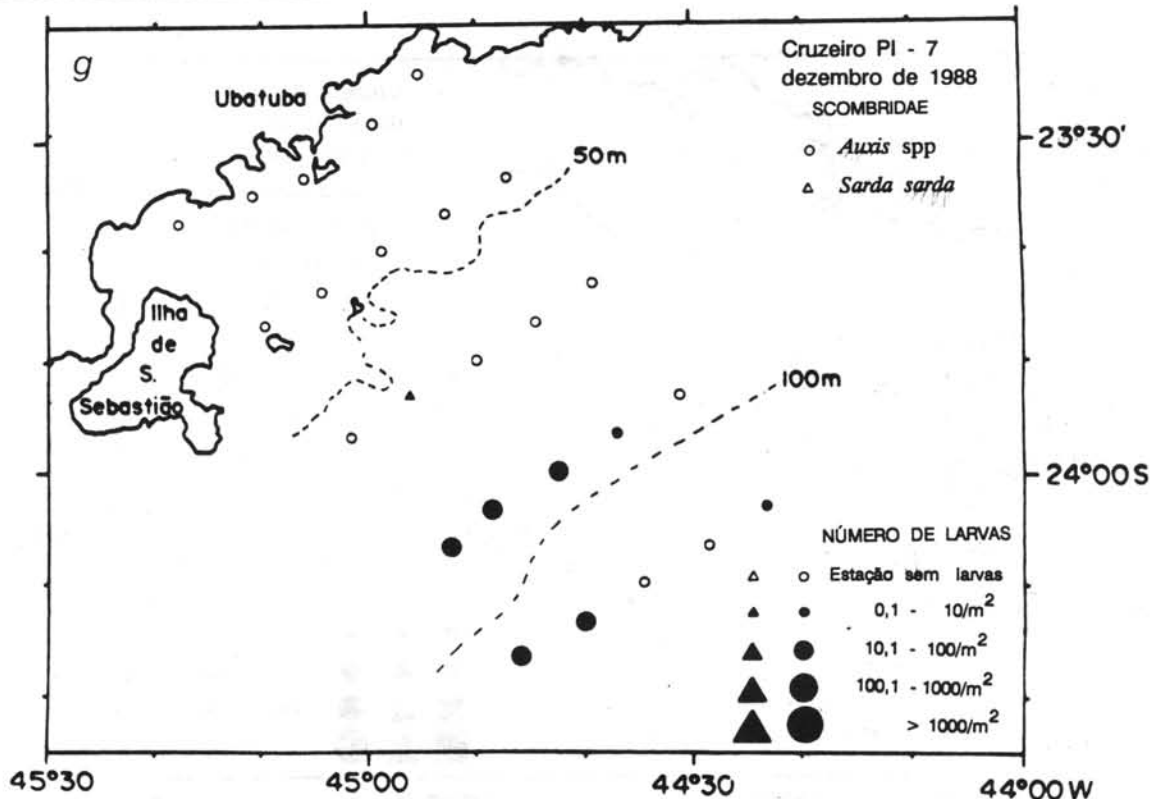 g
Cruzeiro PI - 7
dezembro de 1988
SCOMBRIDAE
Auxis spp
Sarda sarda
Ubatuba
50m
23°30'
Ilha
de
S.
Sebastião
100m
24°00S
NÚMERO DE LARVAS
Estação sem larvas
0,1 - 10/m²
10,1 - 100/m²
100,1 - 1000/m²
> 1000/m²
45°30
45°00
44°30
44°00W